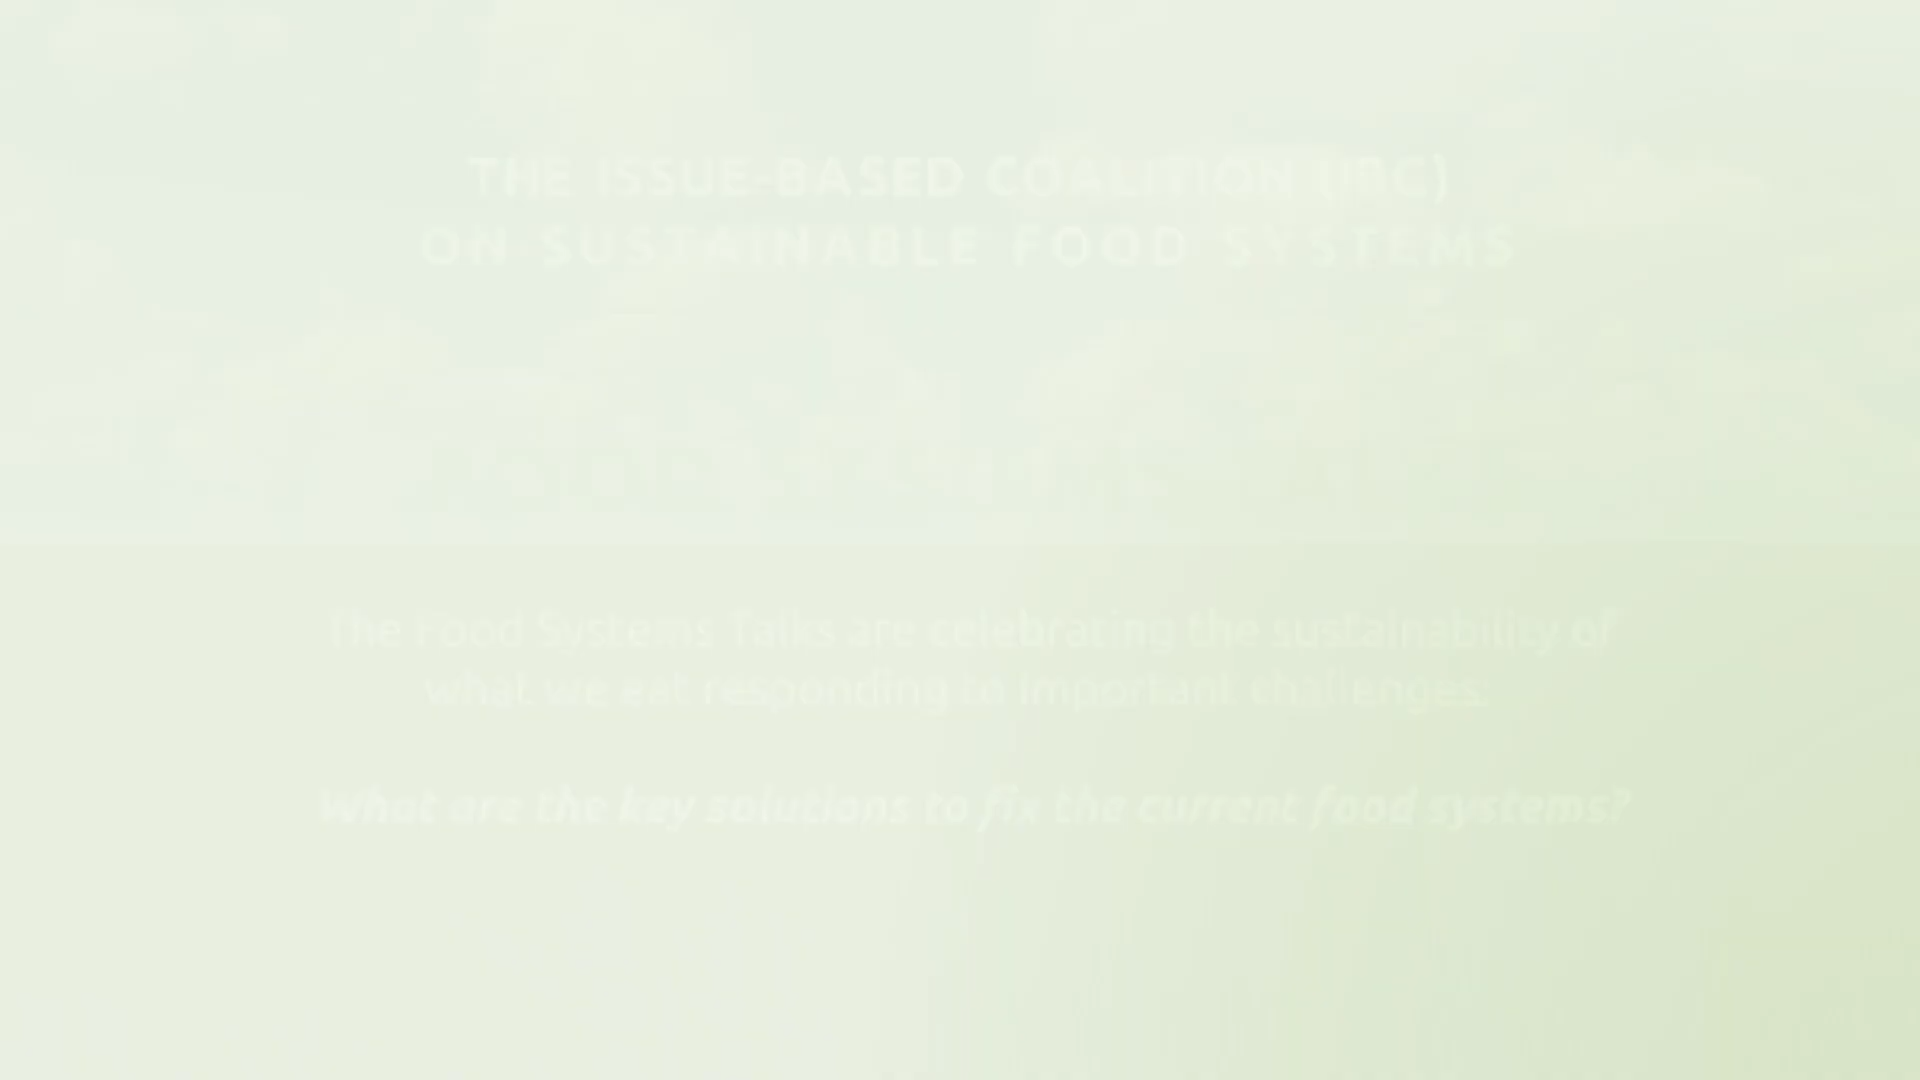 THE ISSUE-BASED COALITION (IBC)
ON SUSTAINABLE FOOD SYSTEMS
The Food Systems Talks are celebrating the sustainability of
what we eat responding to important challenges:
What are the key solutions to fix the current food systems?